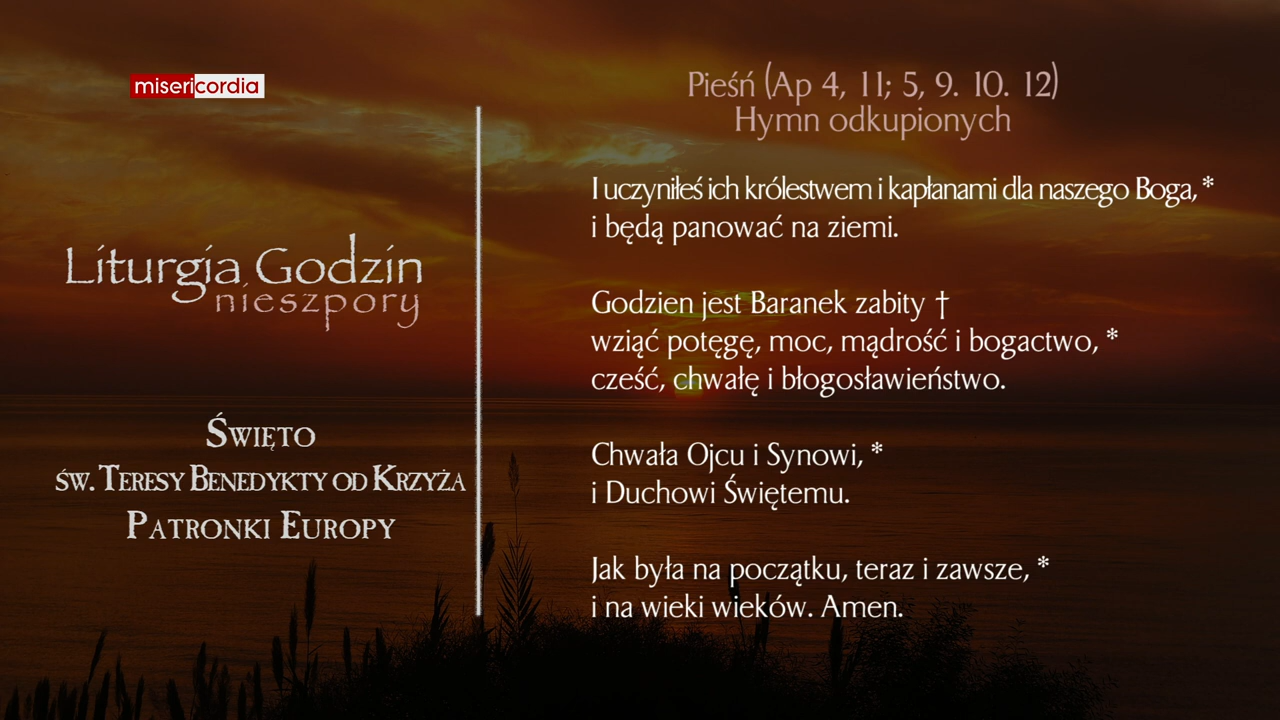 misericordia
Liturgia Godzin
nieszpory
Święto
św. Teresy Benedykty od Krzyża
Patronki Europy
Pieśń (Ap 4, 11; 5, 9. 10. 12)
Hymn odkupionych
I uczyniłeś ich królestwem i kapłanami dla naszego Boga, *
i będą panować na ziemi.
Godzien jest Baranek zabity †
wziąć potęgę, moc, mądrość i bogactwo, *
cześć, chwałę i błogosławieństwo.
Chwała Ojcu i Synowi, *
i Duchowi Świętemu.
Jak była na początku, teraz i zawsze, *
i na wieki wieków. Amen.